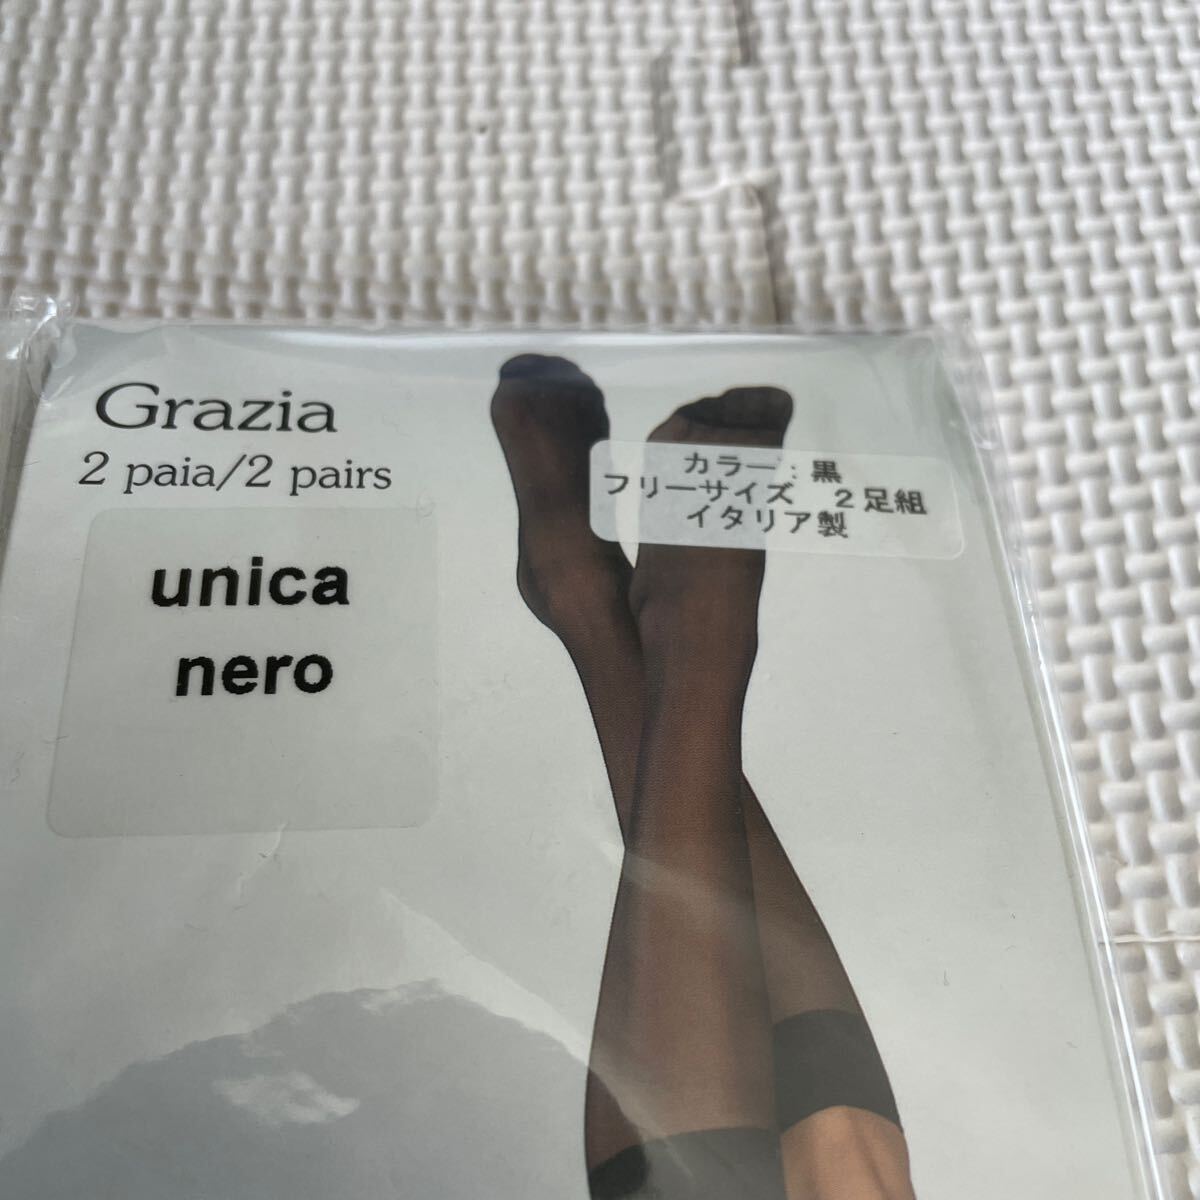 Grazia
2 paia/2 pairs
unica
nero
カラー：黒
フリーサイズ　２足組
イタリア製